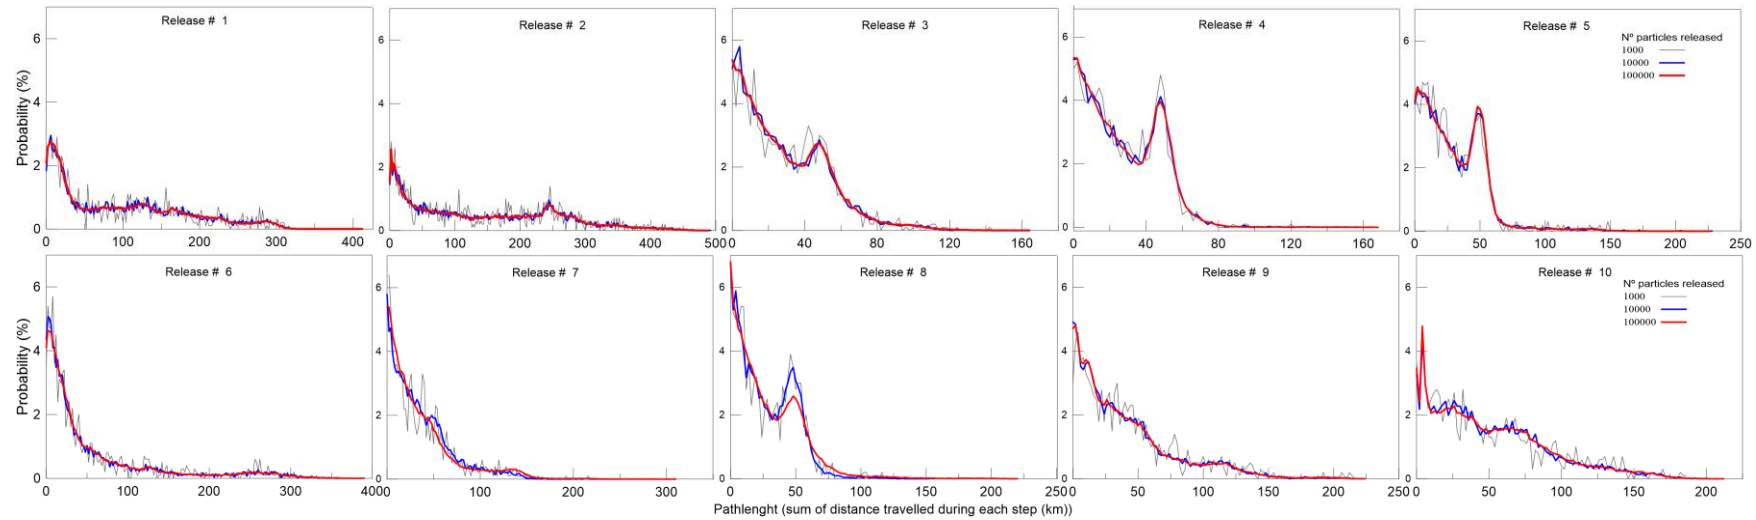 Release # 1
Release # 2
Release # 3
Release # 4
Release # 5
Nº particles released
1000
10000
100000
Probability (%)
6
4
2
0
0 100 200 300 400
6
4
2
0
0 100 200 300 400 500
6
4
2
0
0 40 80 120 160
6
4
2
0
0 40 80 120 160
6
4
2
0
0 50 100 150 200 250
Release # 6
Release # 7
Release # 8
Release # 9
Release # 10
Nº particles released
1000
10000
100000
Probability (%)
6
4
2
0
0 100 200 300 400
6
4
2
0
100 200 300
6
4
2
0
0 50 100 150 200 250
6
4
2
0
50 100 150 200 250
6
4
2
0
0 50 100 150 200 250
Pathlenght (sum of distance travelled during each step (km))